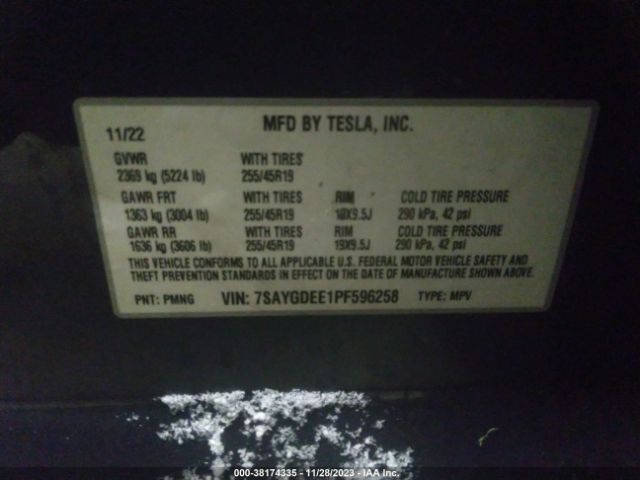 MFD BY TESLA, INC.
11/22
GVWR WITH TIRES
2369 kg (5224 lb) 255/45R19
GAWR FRT WITH TIRES RIM COLD TIRE PRESSURE
1363 kg (3004 lb) 255/45R19 19X9.5J 290 kPa, 42 psi
GAWR RR WITH TIRES RIM COLD TIRE PRESSURE
1636 kg (3606 lb) 255/45R19 19X9.5J 290 kPa, 42 psi
THIS VEHICLE CONFORMS TO ALL APPLICABLE U.S. FEDERAL MOTOR VEHICLE SAFETY AND
THEFT PREVENTION STANDARDS IN EFFECT ON THE DATE OF MANUFACTURE SHOWN ABOVE.
PNT: PMNG VIN: 7SAYGDEE1PF596258 TYPE: MPV
000-38174335 - 11/28/2023 - IAA Inc.